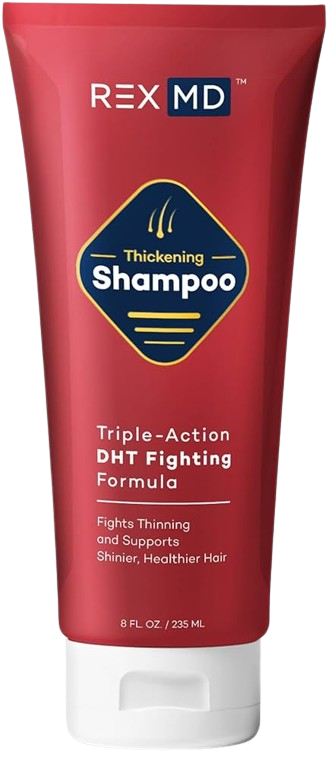 REX MD™
Thickening
Shampoo
Triple-Action
DHT Fighting
Formula
Fights Thinning
and Supports
Shinier, Healthier Hair
8 FL. OZ. / 235 ML